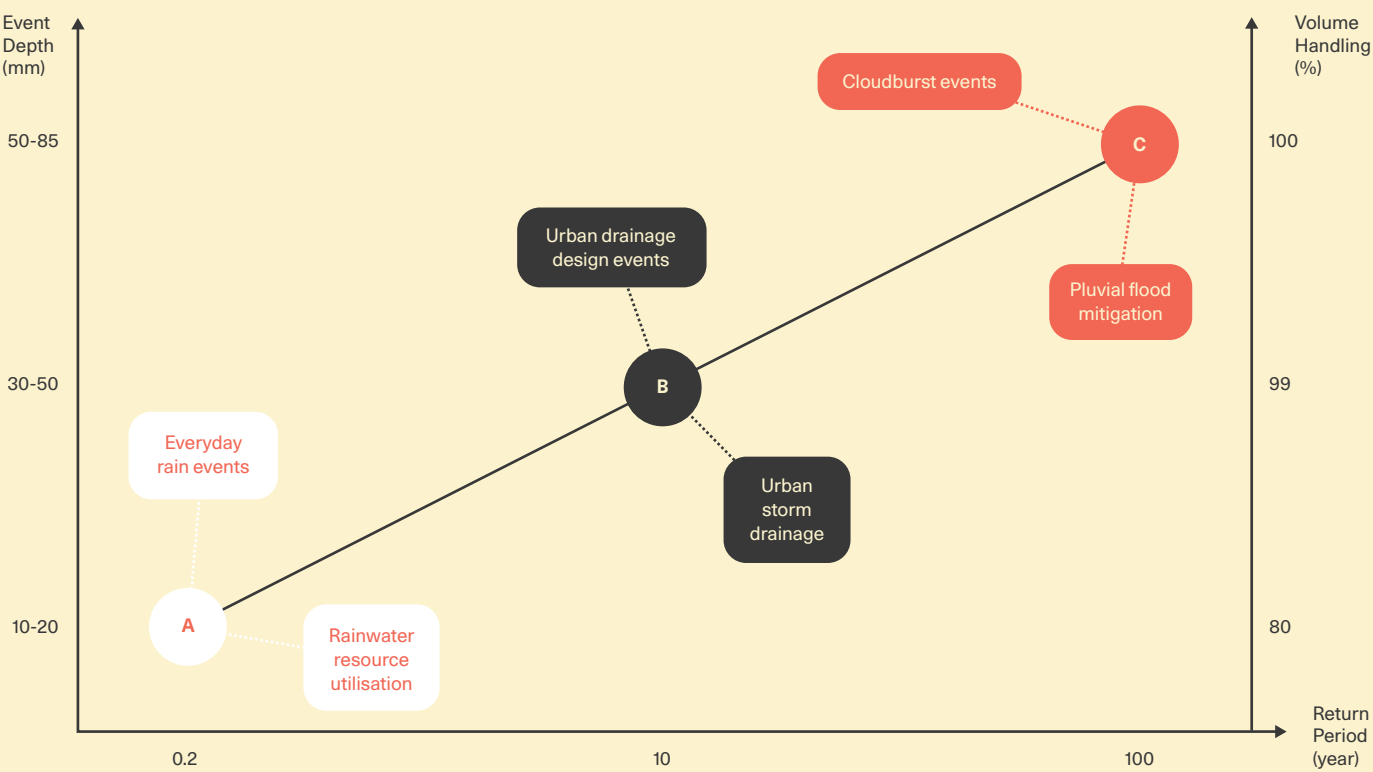 Event
Depth
(mm)
Volume
Handling
(%)
Cloudburst events
50-85
C
100
Urban drainage
design events
Pluvial flood
mitigation
30-50
B
99
Everyday
rain events
Urban
storm
drainage
10-20
A
80
Rainwater
resource
utilisation
Return
Period
(year)
0.2
10
100